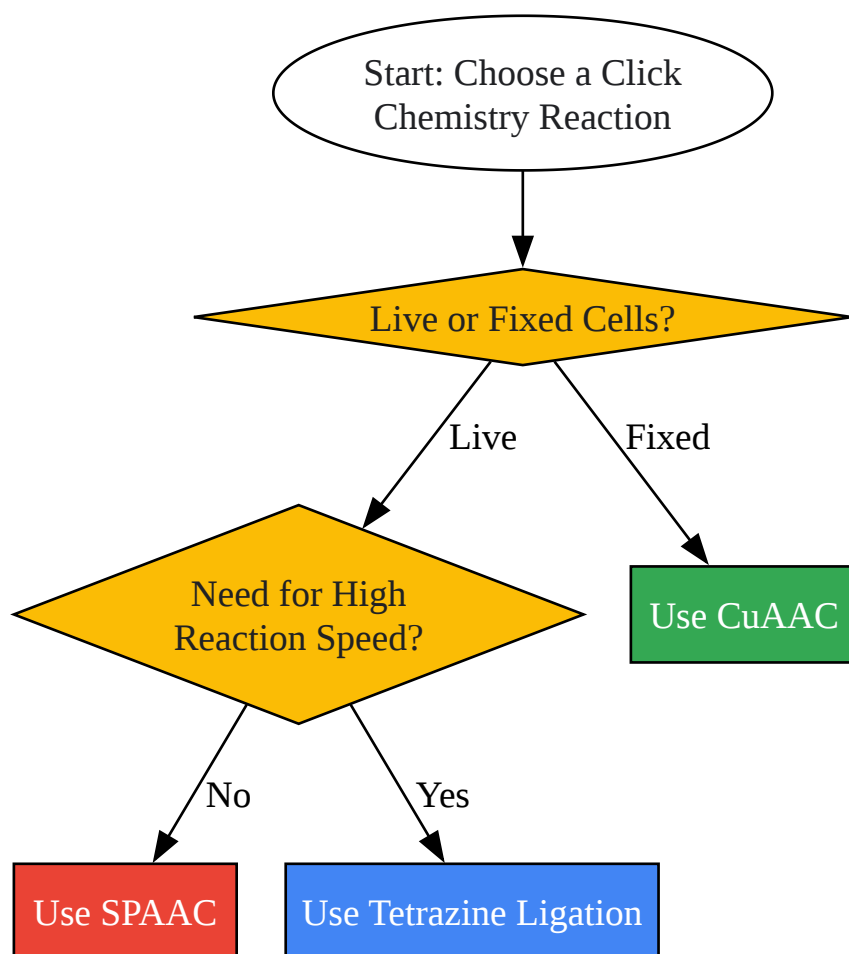 Start: Choose a Click
Chemistry Reaction
Live or Fixed Cells?
Live
Fixed
Need for High
Reaction Speed?
Use CuAAC
No
Yes
Use SPAAC
Use Tetrazine Ligation